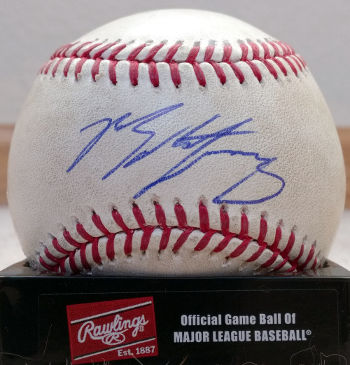 Rawlings®
Est. 1887
Official Game Ball Of
MAJOR LEAGUE BASEBALL®